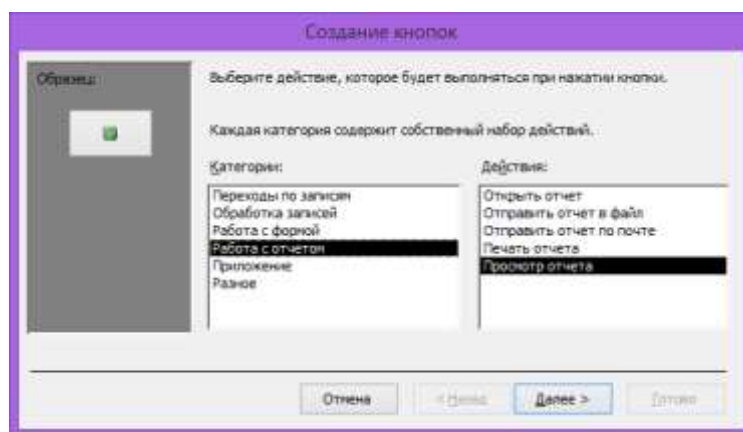 Создание кнопок
Образец:
Выберите действие, которое будет выполняться при нажатии кнопки.
Каждая категория содержит собственный набор действий.
Категории:
Действия:
Переходы по записям
Обработка записей
Работа с формой
Работа с отчетом
Приложение
Разное
Открыть отчет
Отправить отчет в файл
Отправить отчет по почте
Печать отчета
Просмотр отчета
Отмена
< Назад
Далее >
Готово